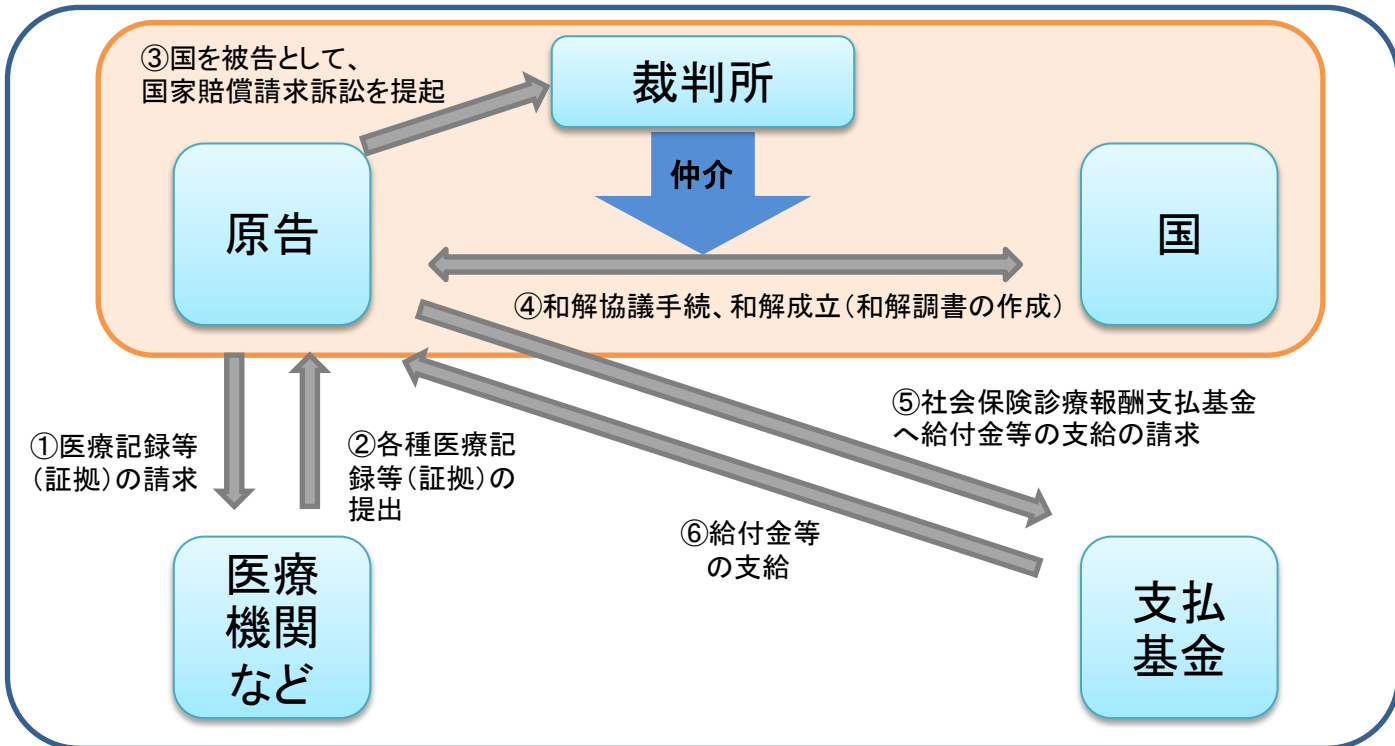 ③国を被告として、
国家賠償請求訴訟を提起
裁判所
仲介
原告
国
④和解協議手続、和解成立(和解調書の作成)
①医療記録等
(証拠)の請求
②各種医療記
録等(証拠)の
提出
⑤社会保険診療報酬支払基金
へ給付金等の支給の請求
⑥給付金等
の支給
医療
機関
など
支払
基金